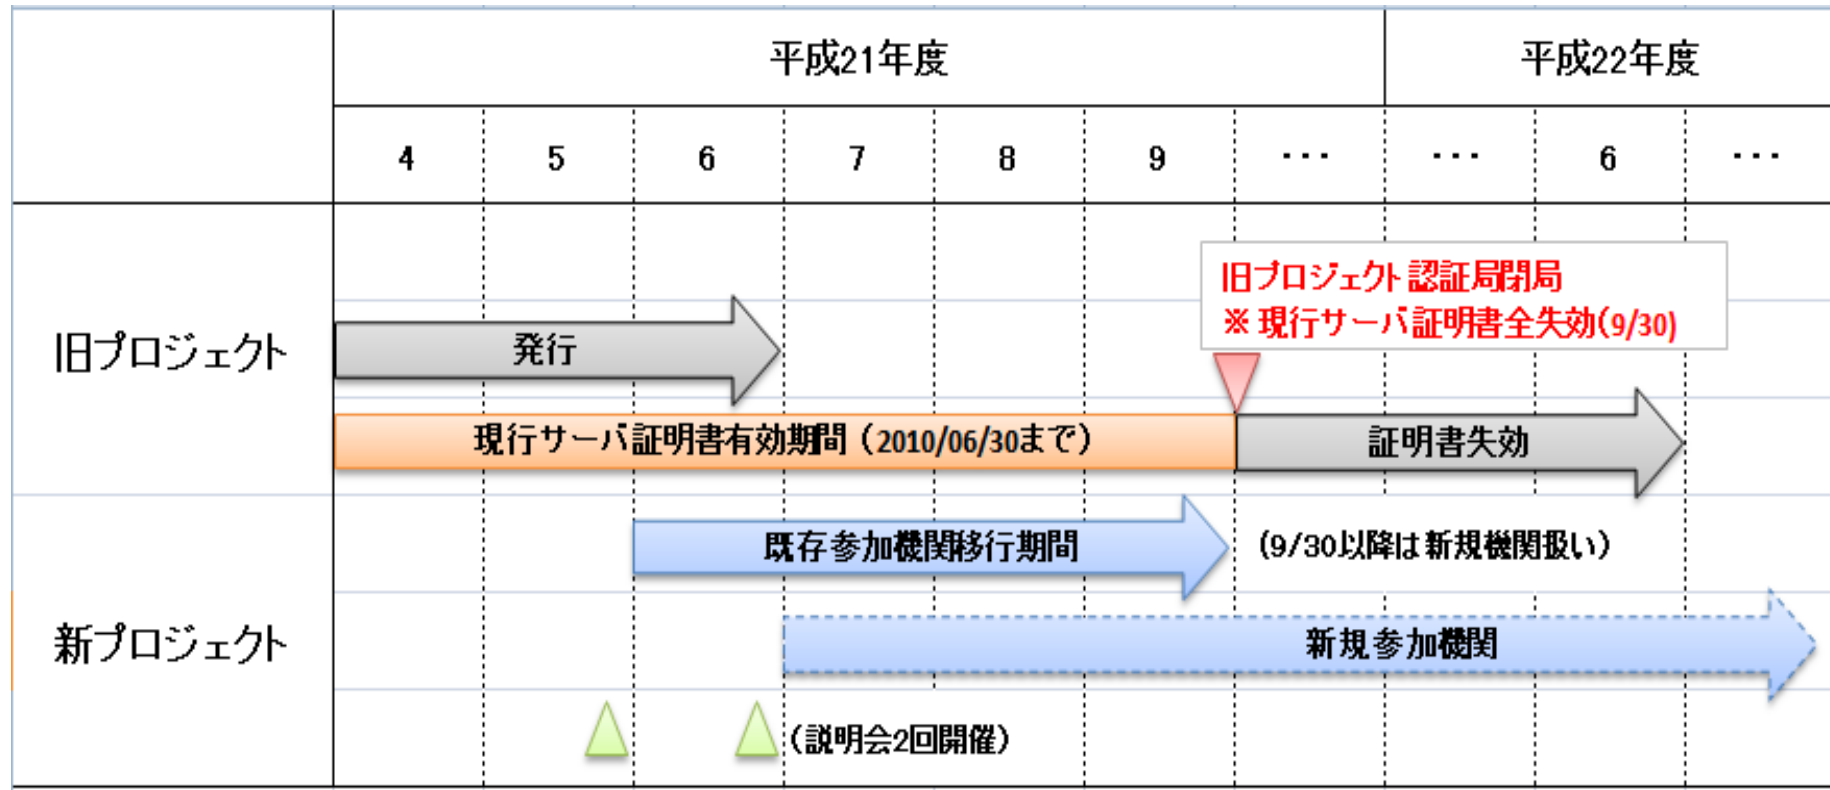 平成21年度 平成22年度
4 5 6 7 8 9 ・・・ ・・・ 6 ・・・
旧プロジェクト認証局閉局
※現行サーバ証明書全失効(9/30)
旧プロジェクト
発行
現行サーバ証明書有効期間（2010/06/30まで） 証明書失効
既存参加機関移行期間 （9/30以降は新規機関扱い）
新プロジェクト
新規参加機関
（説明会2回開催）